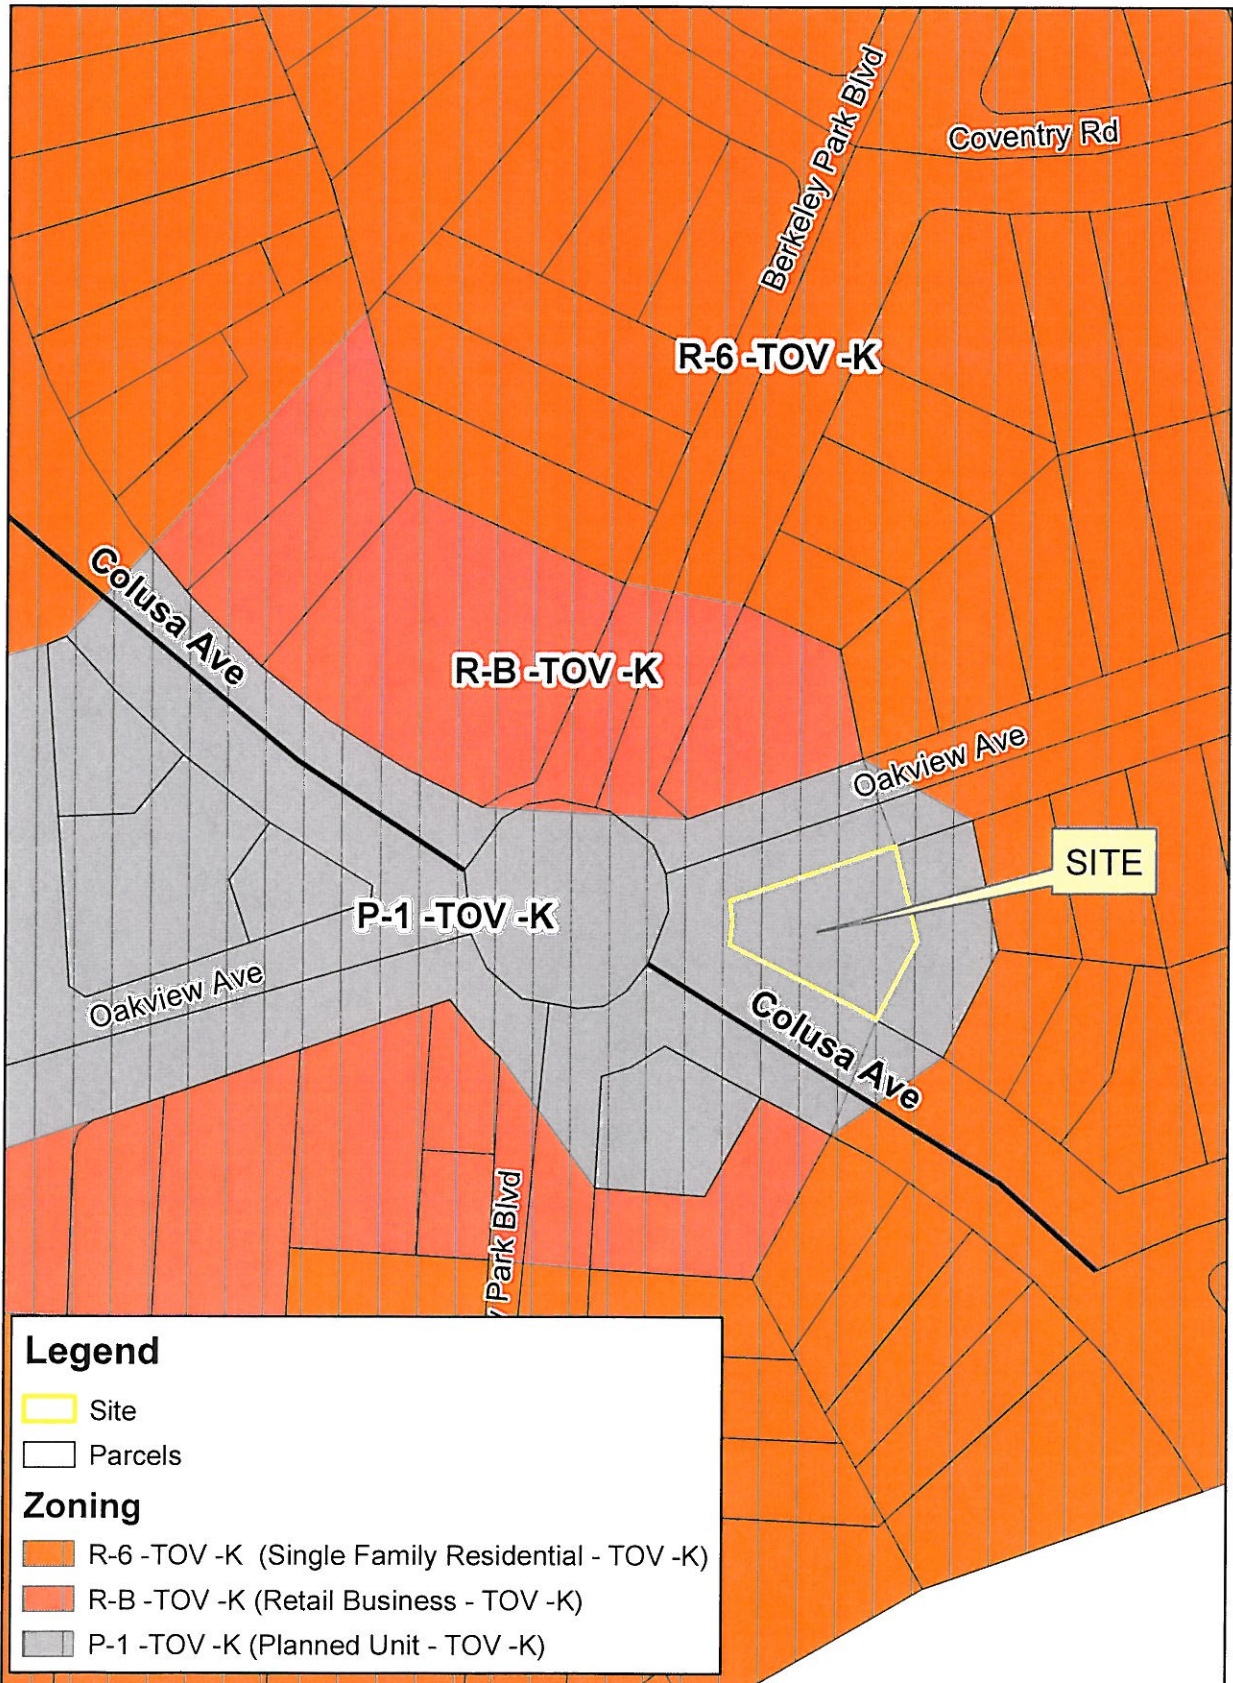 Coventry Rd
Berkeley Park Blvd
R-6 -TOV -K
Colusa Ave
R-B -TOV -K
Oakview Ave
SITE
P-1 -TOV -K
Oakview Ave
Colusa Ave
y Park Blvd
Legend
Site
Parcels
Zoning
R-6 -TOV -K (Single Family Residential - TOV -K)
R-B -TOV -K (Retail Business - TOV -K)
P-1 -TOV -K (Planned Unit - TOV -K)